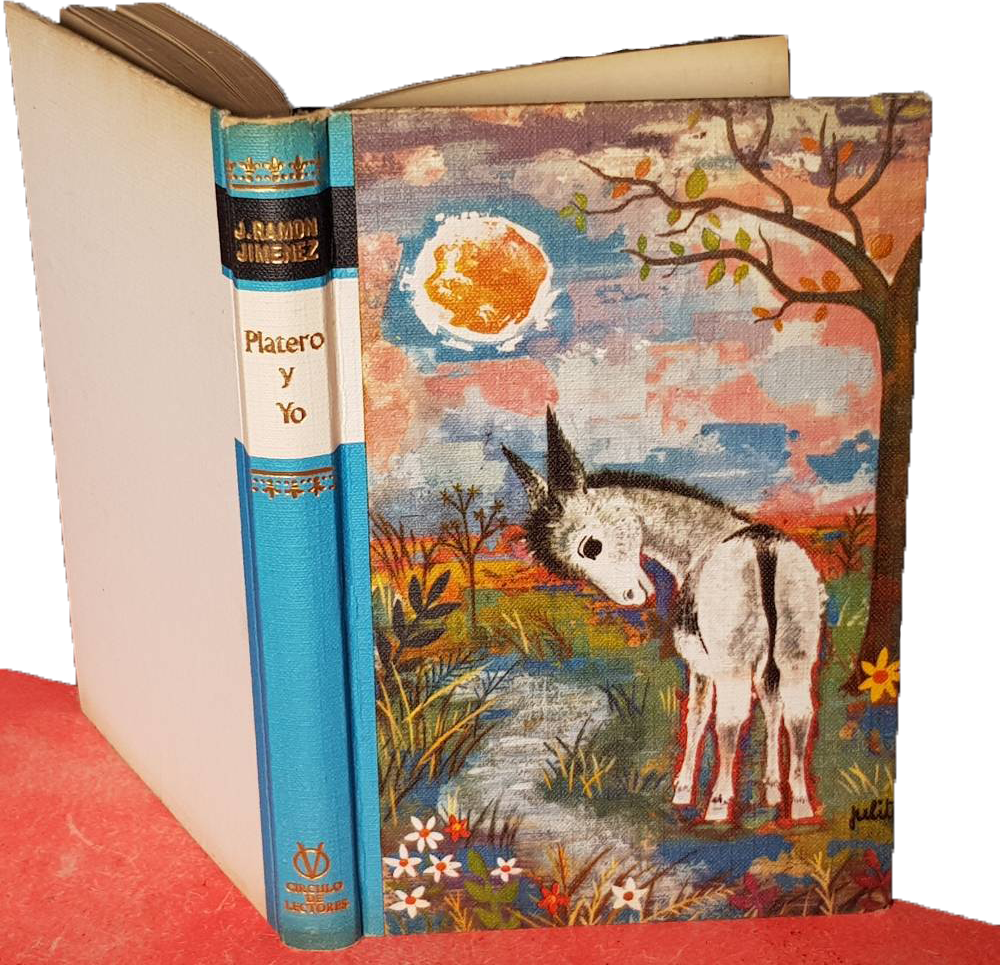 J. RAMON
JIMENEZ
Platero
y
Yo
CIRCULO
DE
LECTORES